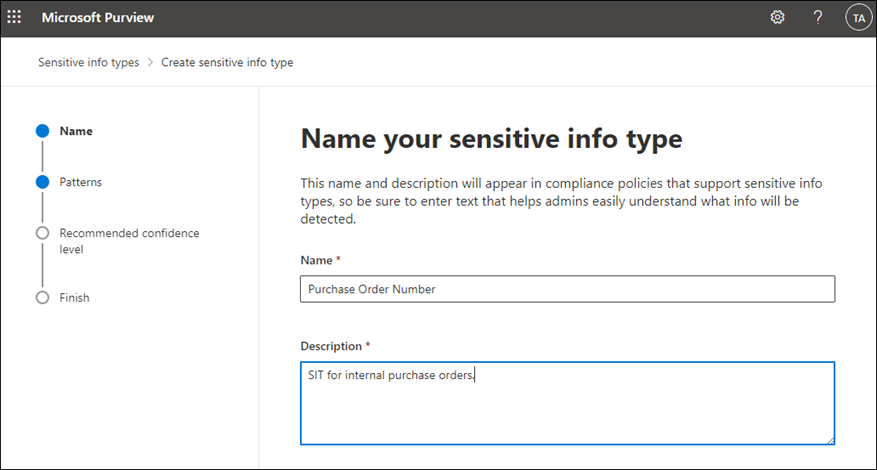 Microsoft Purview
?
TA
Sensitive info types > Create sensitive info type
Name
Patterns
Recommended confidence
level
Finish
Name your sensitive info type
This name and description will appear in compliance policies that support sensitive info
types, so be sure to enter text that helps admins easily understand what info will be
detected.
Name *
Purchase Order Number
Description *
SIT for internal purchase orders.